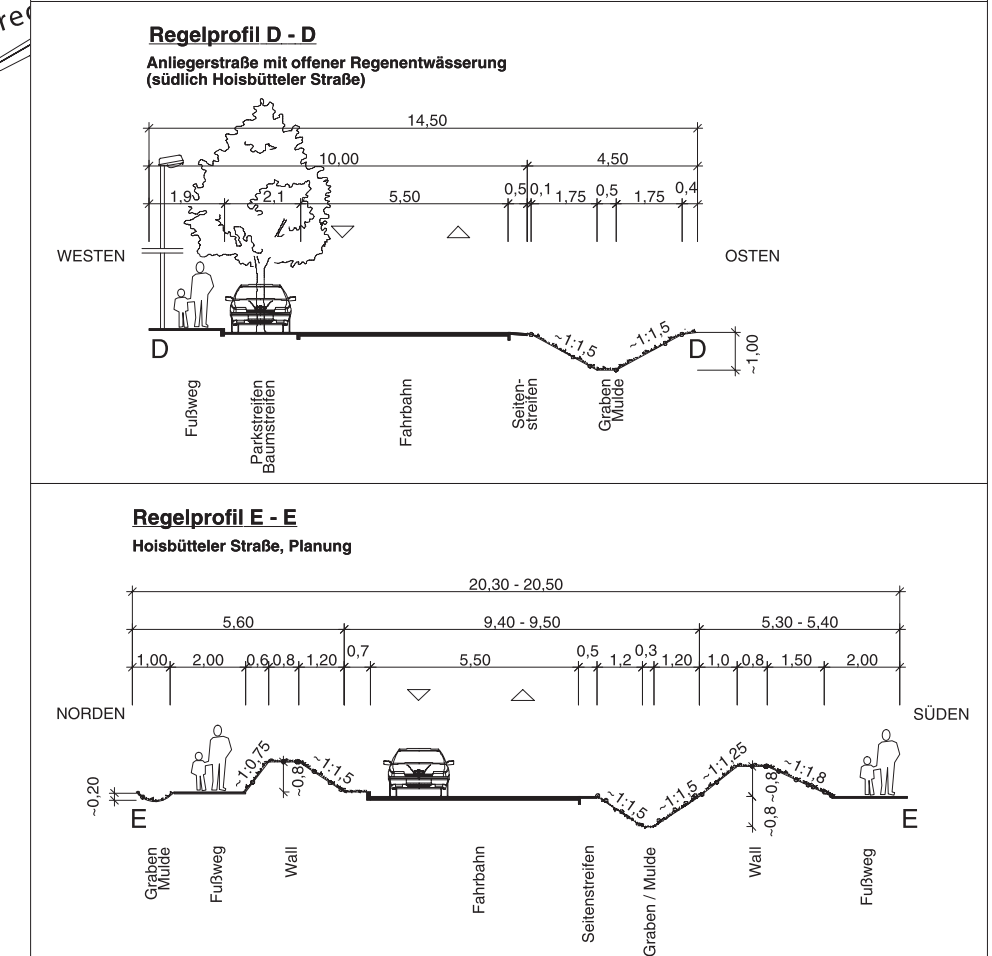 Regelprofil D - D
Anliegerstraße mit offener Regenentwässerung
(südlich Hoisbütteler Straße)
14,50
10,00 4,50
1,9 2,1 5,50 0,5 0,1 1,75 0,5 1,75 0,4
WESTEN OSTEN
~1:1,5 ~1:1,5
D D
~1,00
Fußweg
Parkstreifen
Baumstreifen
Fahrbahn
Seiten-
streifen
Graben
Mulde
Regelprofil E - E
Hoisbütteler Straße, Planung
20,30 - 20,50
5,60 9,40 - 9,50 5,30 - 5,40
1,00 2,00 0,6 0,8 1,20 0,7 5,50 0,5 1,2 0,3 1,20 1,0 0,8 1,50 2,00
NORDEN SÜDEN
~0,20
~1:0,75 ~0,8 ~1:1,5 ~1:1,5 ~1:1,5 ~1:1,25 ~0,8 ~0,8 ~1:1,8
E E
Graben
Mulde
Fußweg
Wall
Fahrbahn
Seitenstreifen
Graben / Mulde
Wall
Fußweg